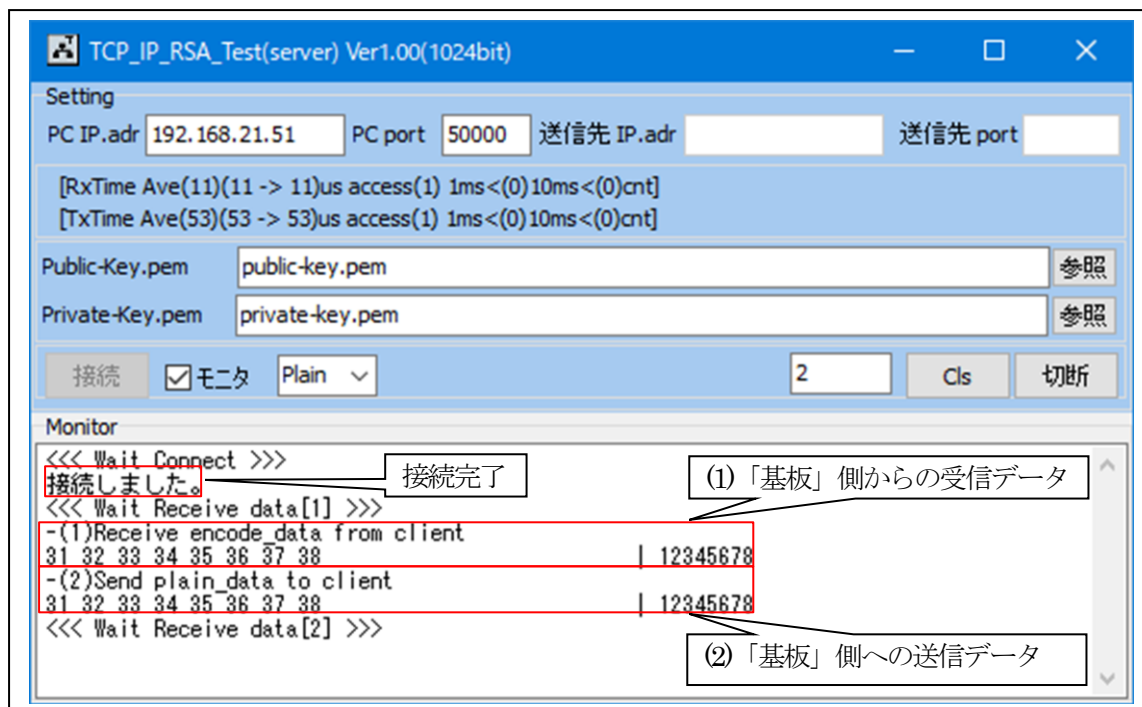 TCP_IP_RSA_Test(server) Ver1.00(1024bit)
Setting
PC IP.adr 192.168.21.51 PC port 50000 送信先 IP.adr 送信先 port
[RxTime Ave(11)(11 -> 11)us access(1) 1ms<(0)10ms<(0)cnt]
[TxTime Ave(53)(53 -> 53)us access(1) 1ms<(0)10ms<(0)cnt]
Public-Key.pem public-key.pem 参照
Private-Key.pem private-key.pem 参照
接続 モニタ Plain 2 Cls 切断
Monitor
<<< Wait Connect >>>
接続しました。 接続完了
<<< Wait Receive data[1] >>>
(1)「基板」側からの受信データ
-(1)Receive encode_data from client
31 32 33 34 35 36 37 38 | 12345678
-(2)Send plain_data to client
31 32 33 34 35 36 37 38 | 12345678
<<< Wait Receive data[2] >>>
(2)「基板」側への送信データ